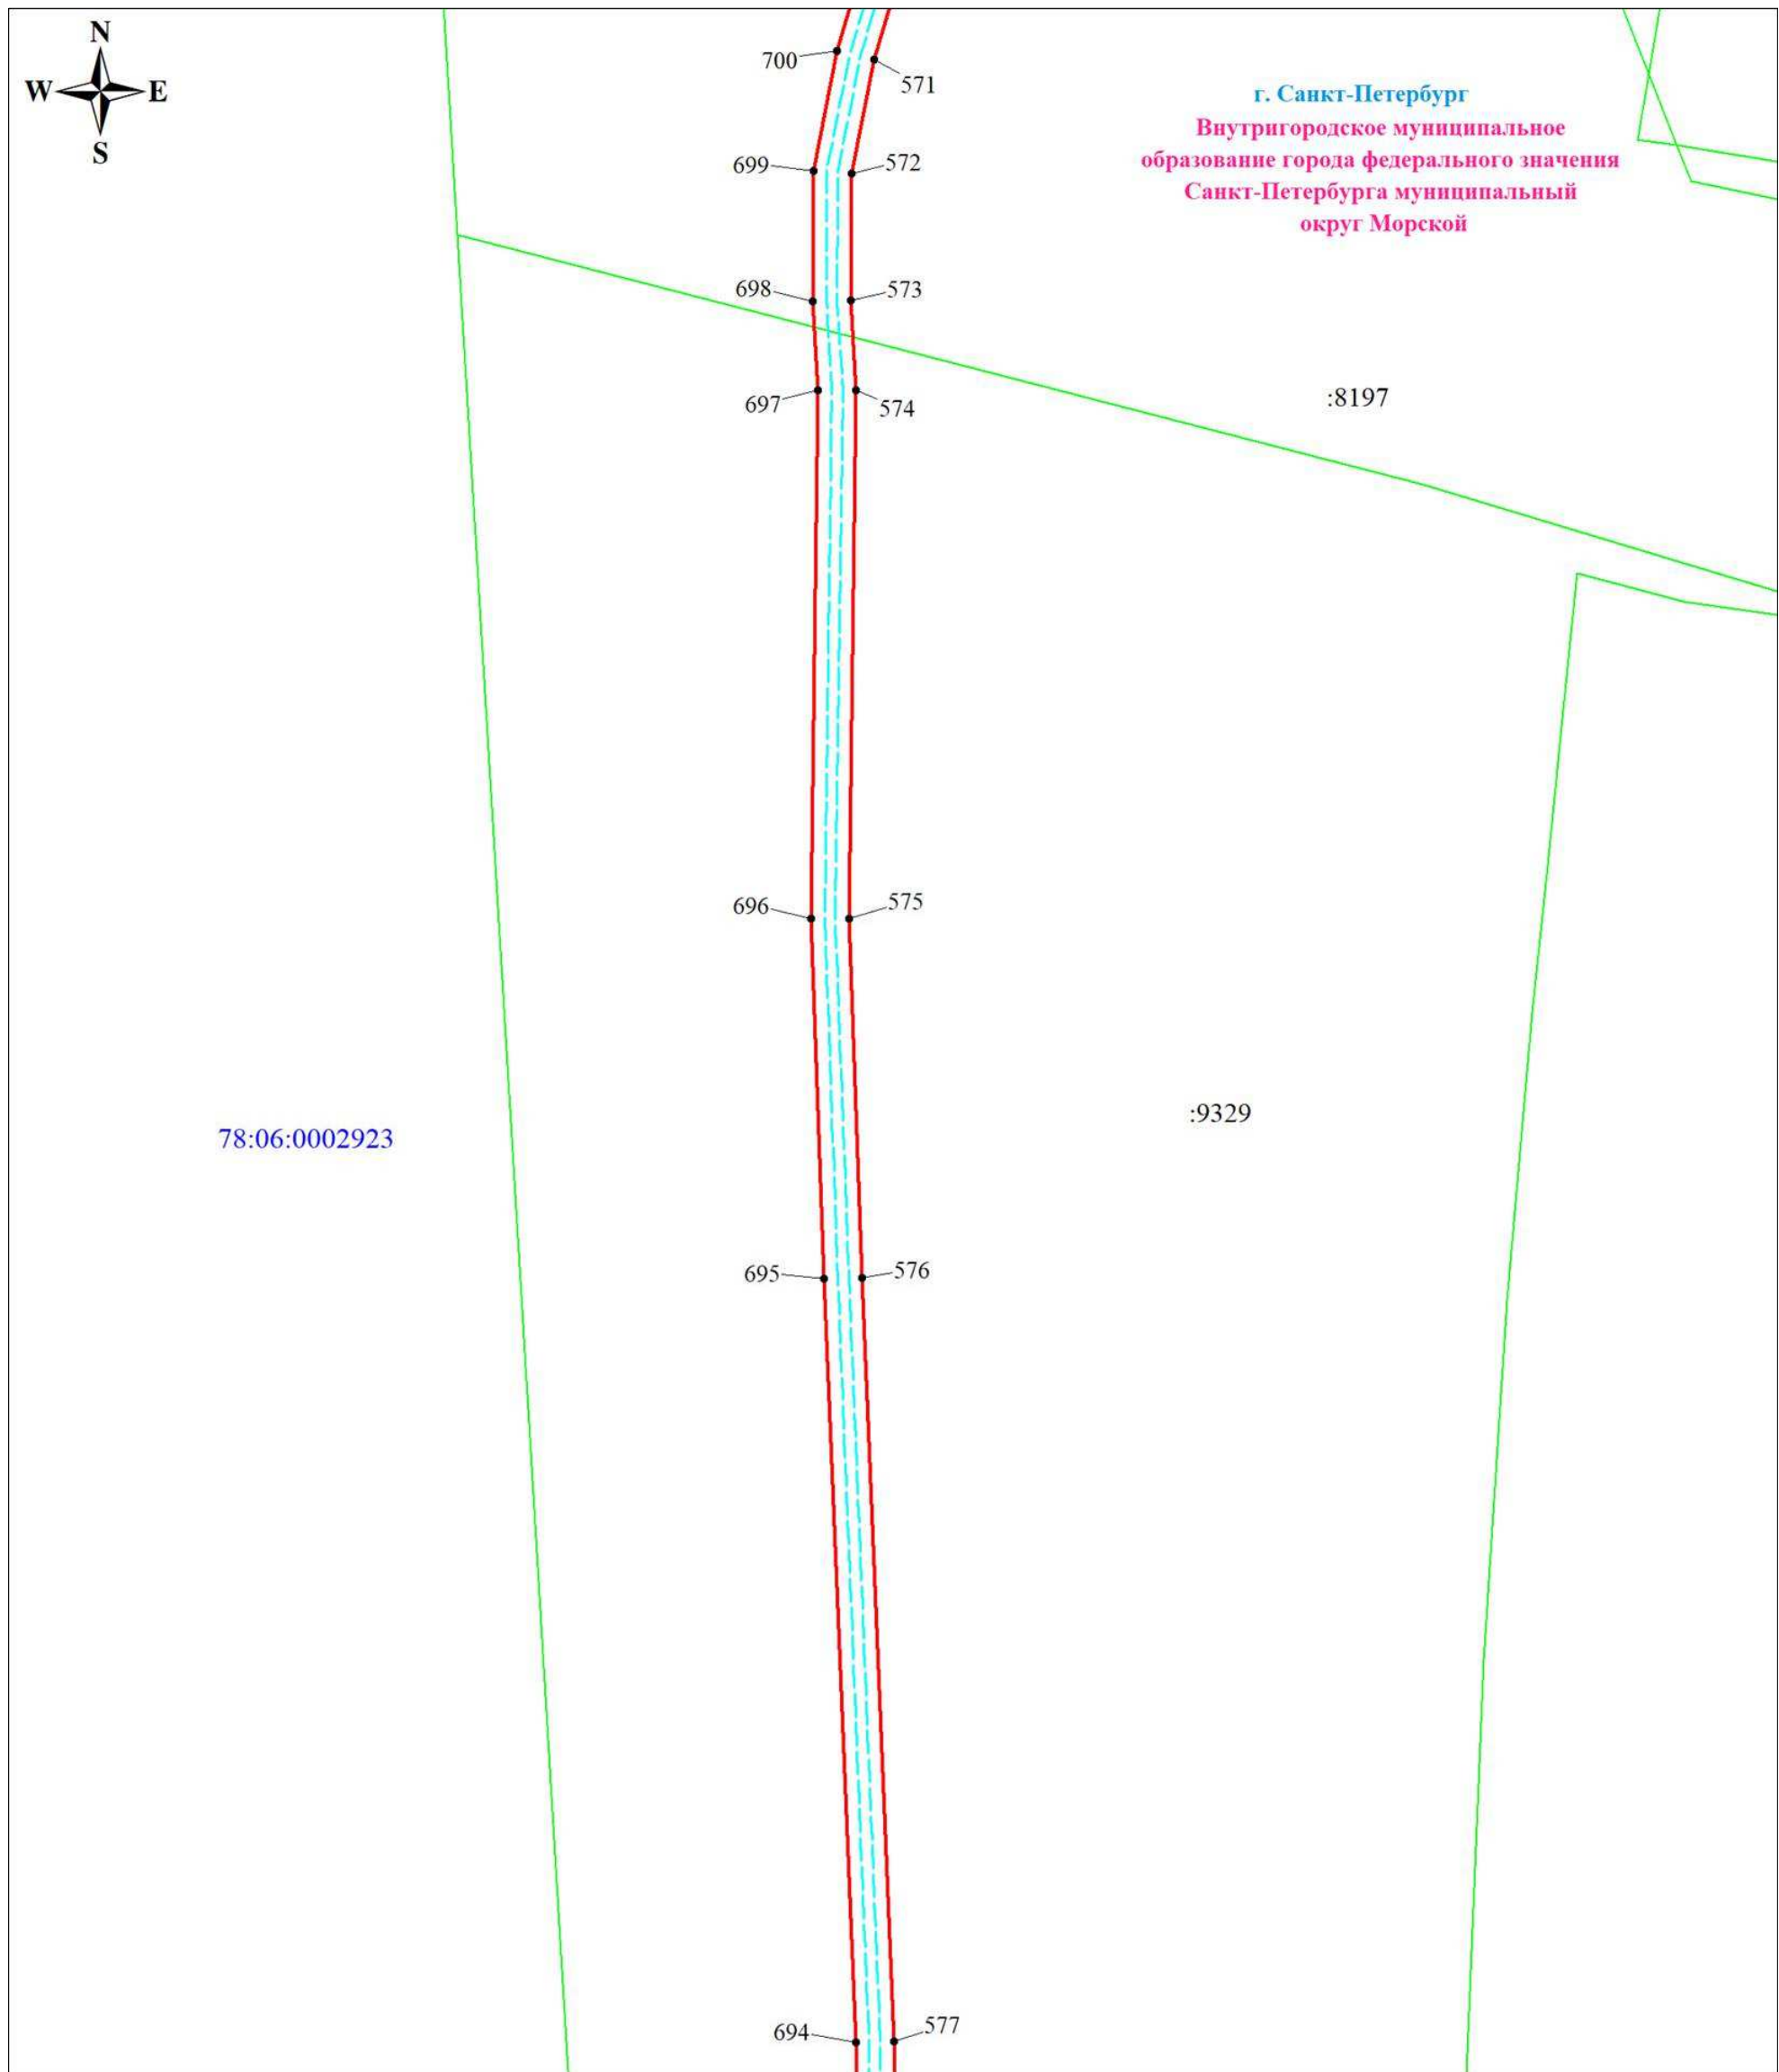 N
W
E
S
700
571
г. Санкт-Петербург
Внутригородское муниципальное
образование города федерального значения
Санкт-Петербурга муниципальный
округ Морской
699
572
698
573
:8197
697
574
696
575
:9329
78:06:0002923
695
576
694
577